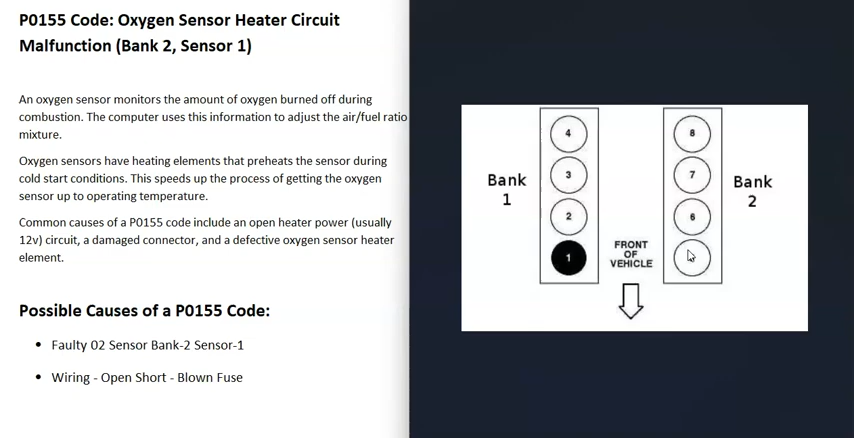 P0155 Code: Oxygen Sensor Heater Circuit
Malfunction (Bank 2, Sensor 1)
An oxygen sensor monitors the amount of oxygen burned off during
combustion. The computer uses this information to adjust the air/fuel ratio
mixture.
Oxygen sensors have heating elements that preheats the sensor during
cold start conditions. This speeds up the process of getting the oxygen
sensor up to operating temperature.
Common causes of a P0155 code include an open heater power (usually
12v) circuit, a damaged connector, and a defective oxygen sensor heater
element.
Possible Causes of a P0155 Code:
• Faulty 02 Sensor Bank-2 Sensor-1
• Wiring - Open Short - Blown Fuse
Bank
1
4
3
2
1
FRONT
OF
VEHICLE
8
7
6
Bank
2